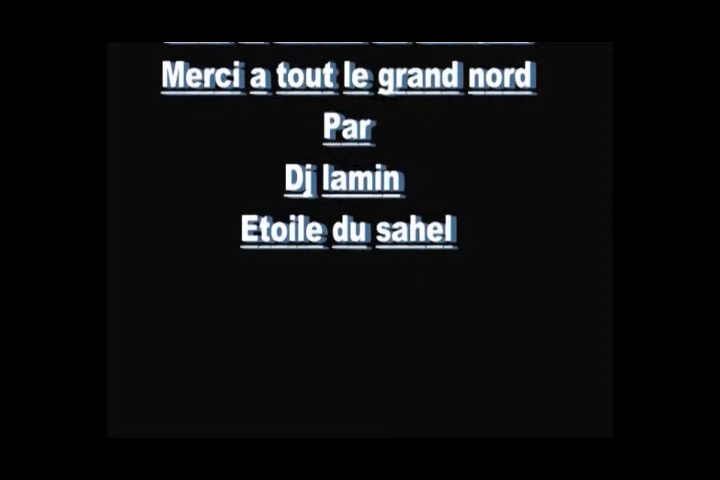 Merci a tout le grand nord
Par
Dj lamin
Etoile du sahel